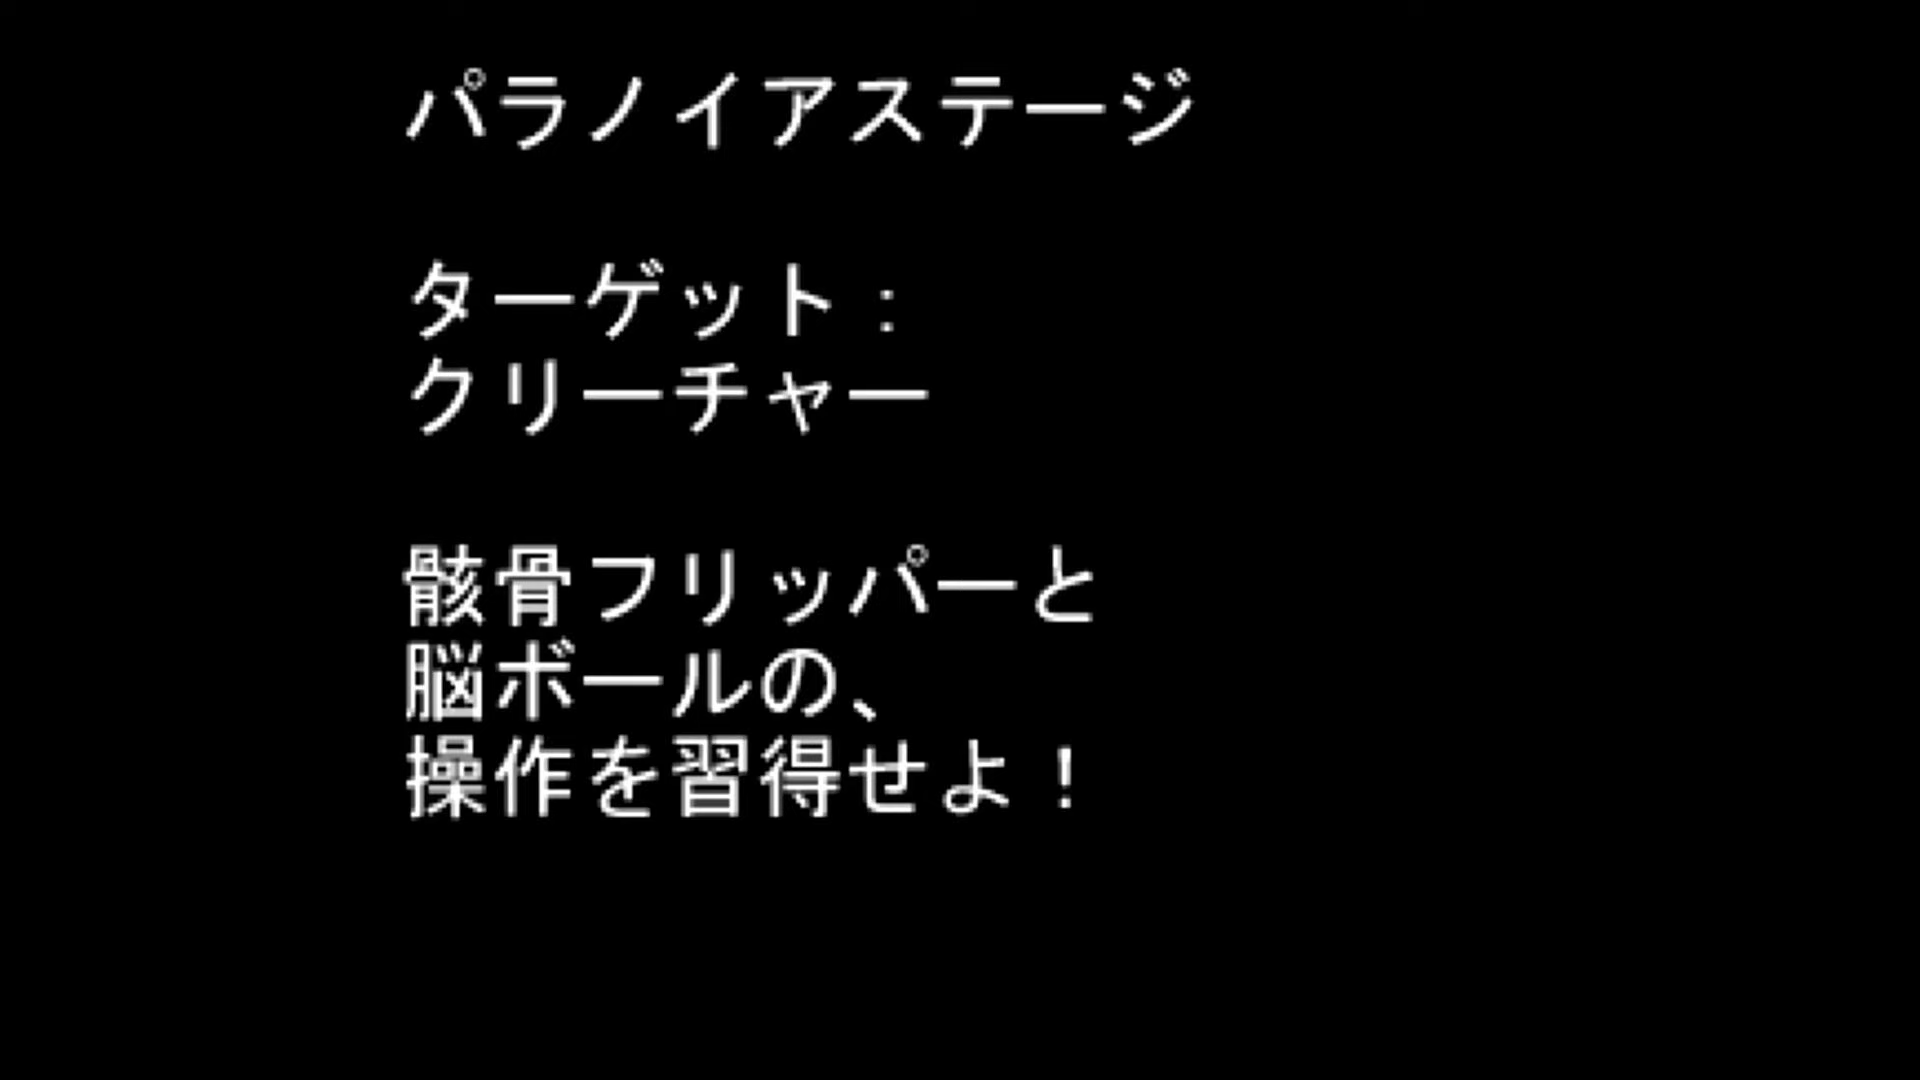 パラノイアステージ
ターゲット：
クリーチャー
骸骨フリッパーと
脳ボールの、
操作を習得せよ！